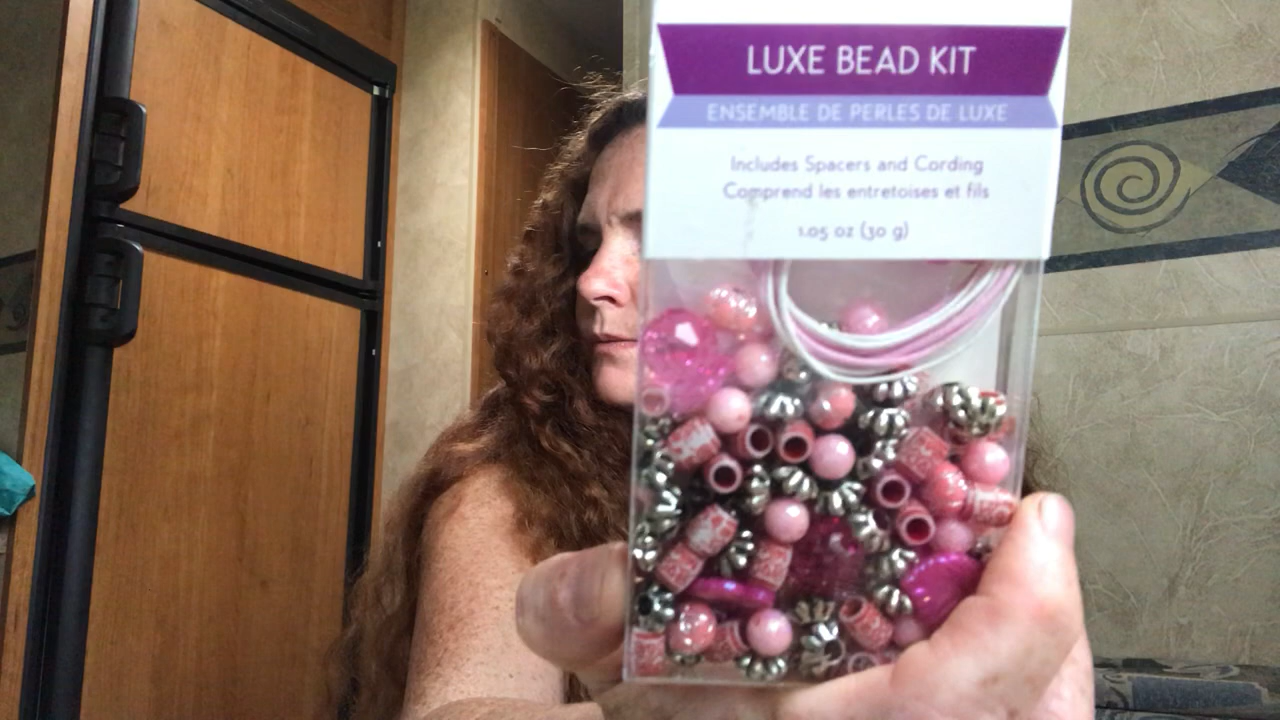 LUXE BEAD KIT
ENSEMBLE DE PERLES DE LUXE
Includes Spacers and Cording
Comprend les entretoises et fils
1.05 oz (30 g)